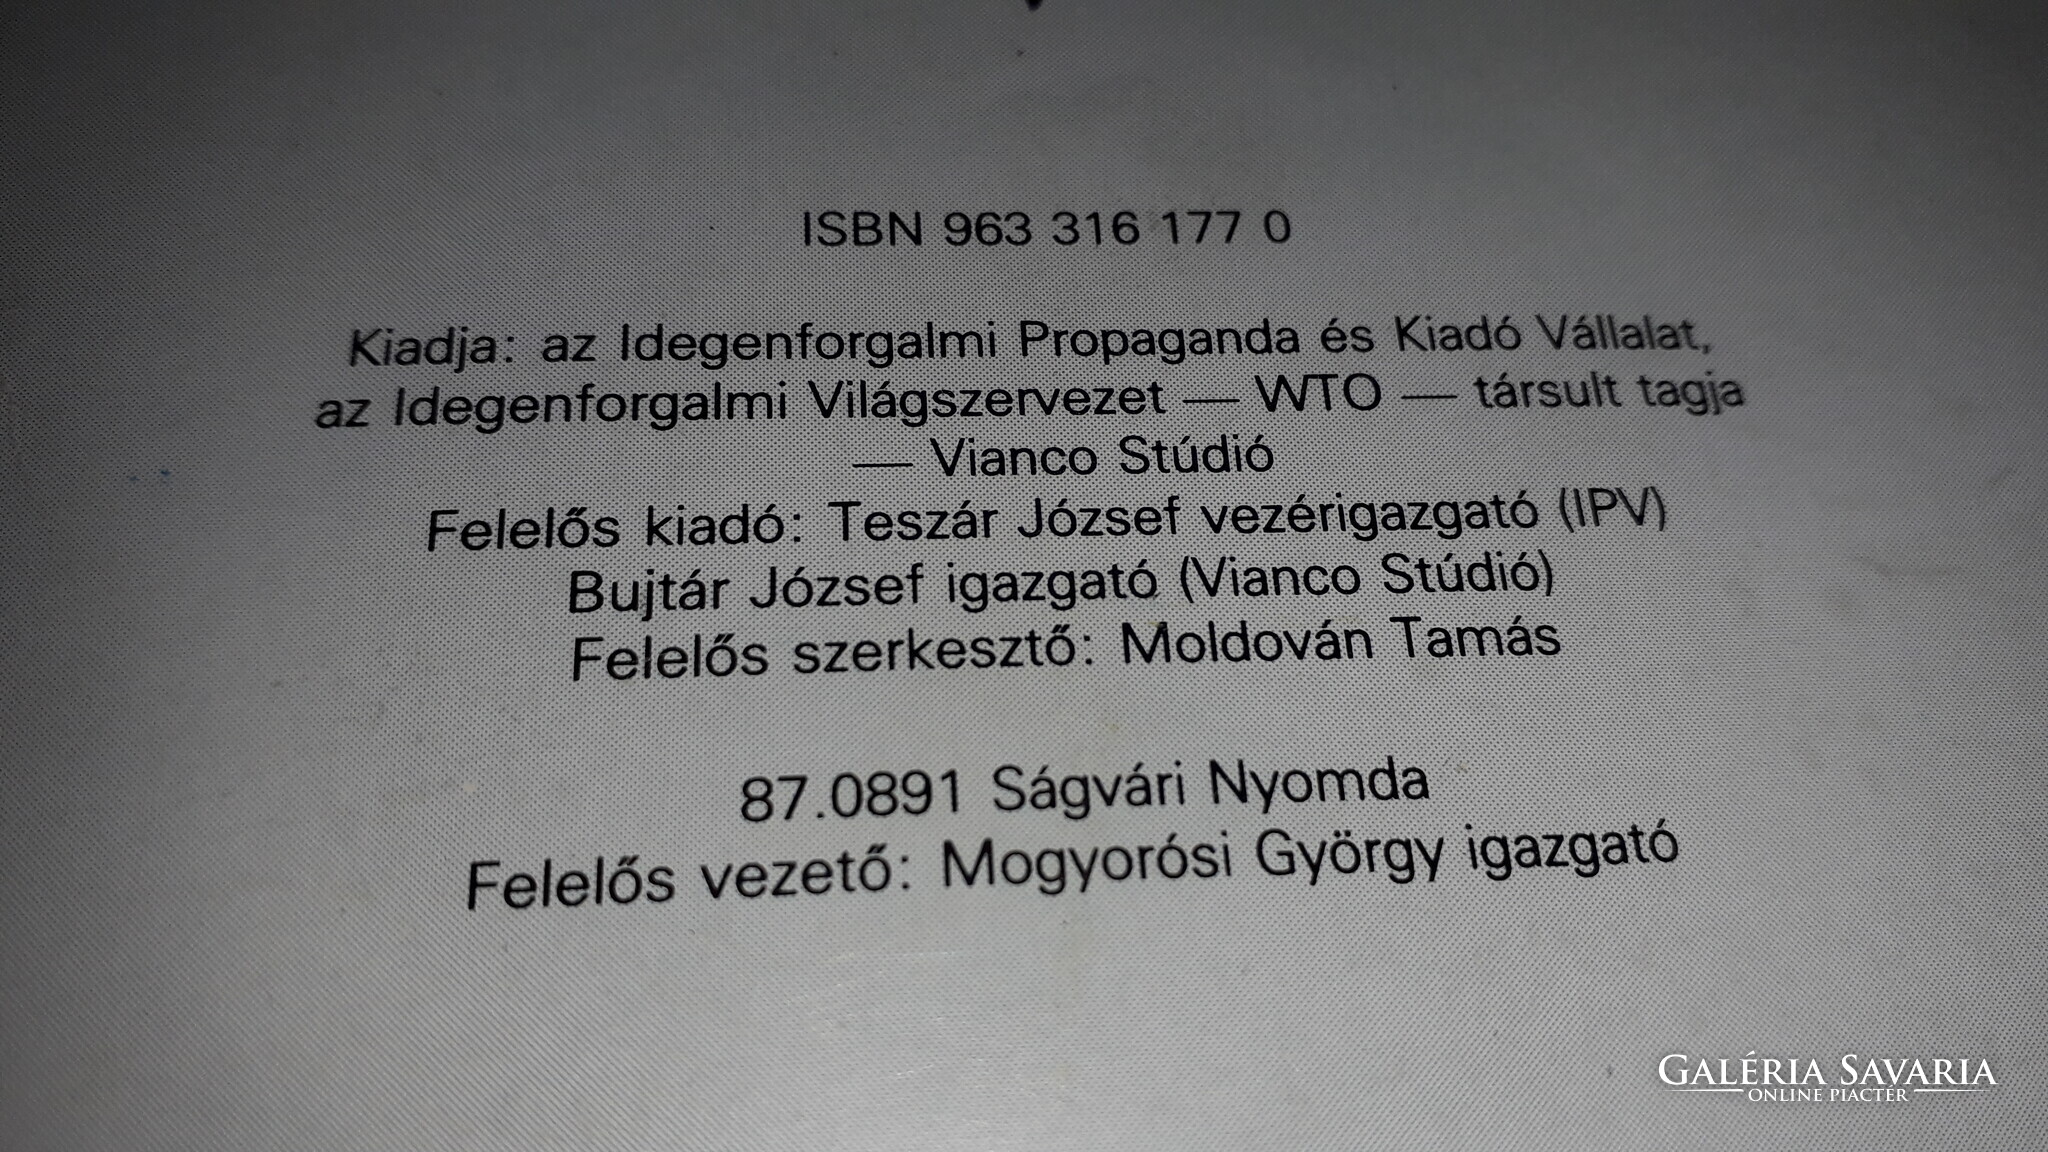 ISBN 963 316 177 0
Kiadja: az Idegenforgalmi Propaganda és Kiadó Vállalat,
az Idegenforgalmi Világszervezet — WTO — társult tagja
— Vianco Stúdió
Felelős kiadó: Teszár József vezérigazgató (IPV)
Bujtár József igazgató (Vianco Stúdió)
Felelős szerkesztő: Moldován Tamás
87.0891 Ságvári Nyomda
Felelős vezető: Mogyorósi György igazgató
GALÉRIA SAVARIA
ONLINE PIACTÉR